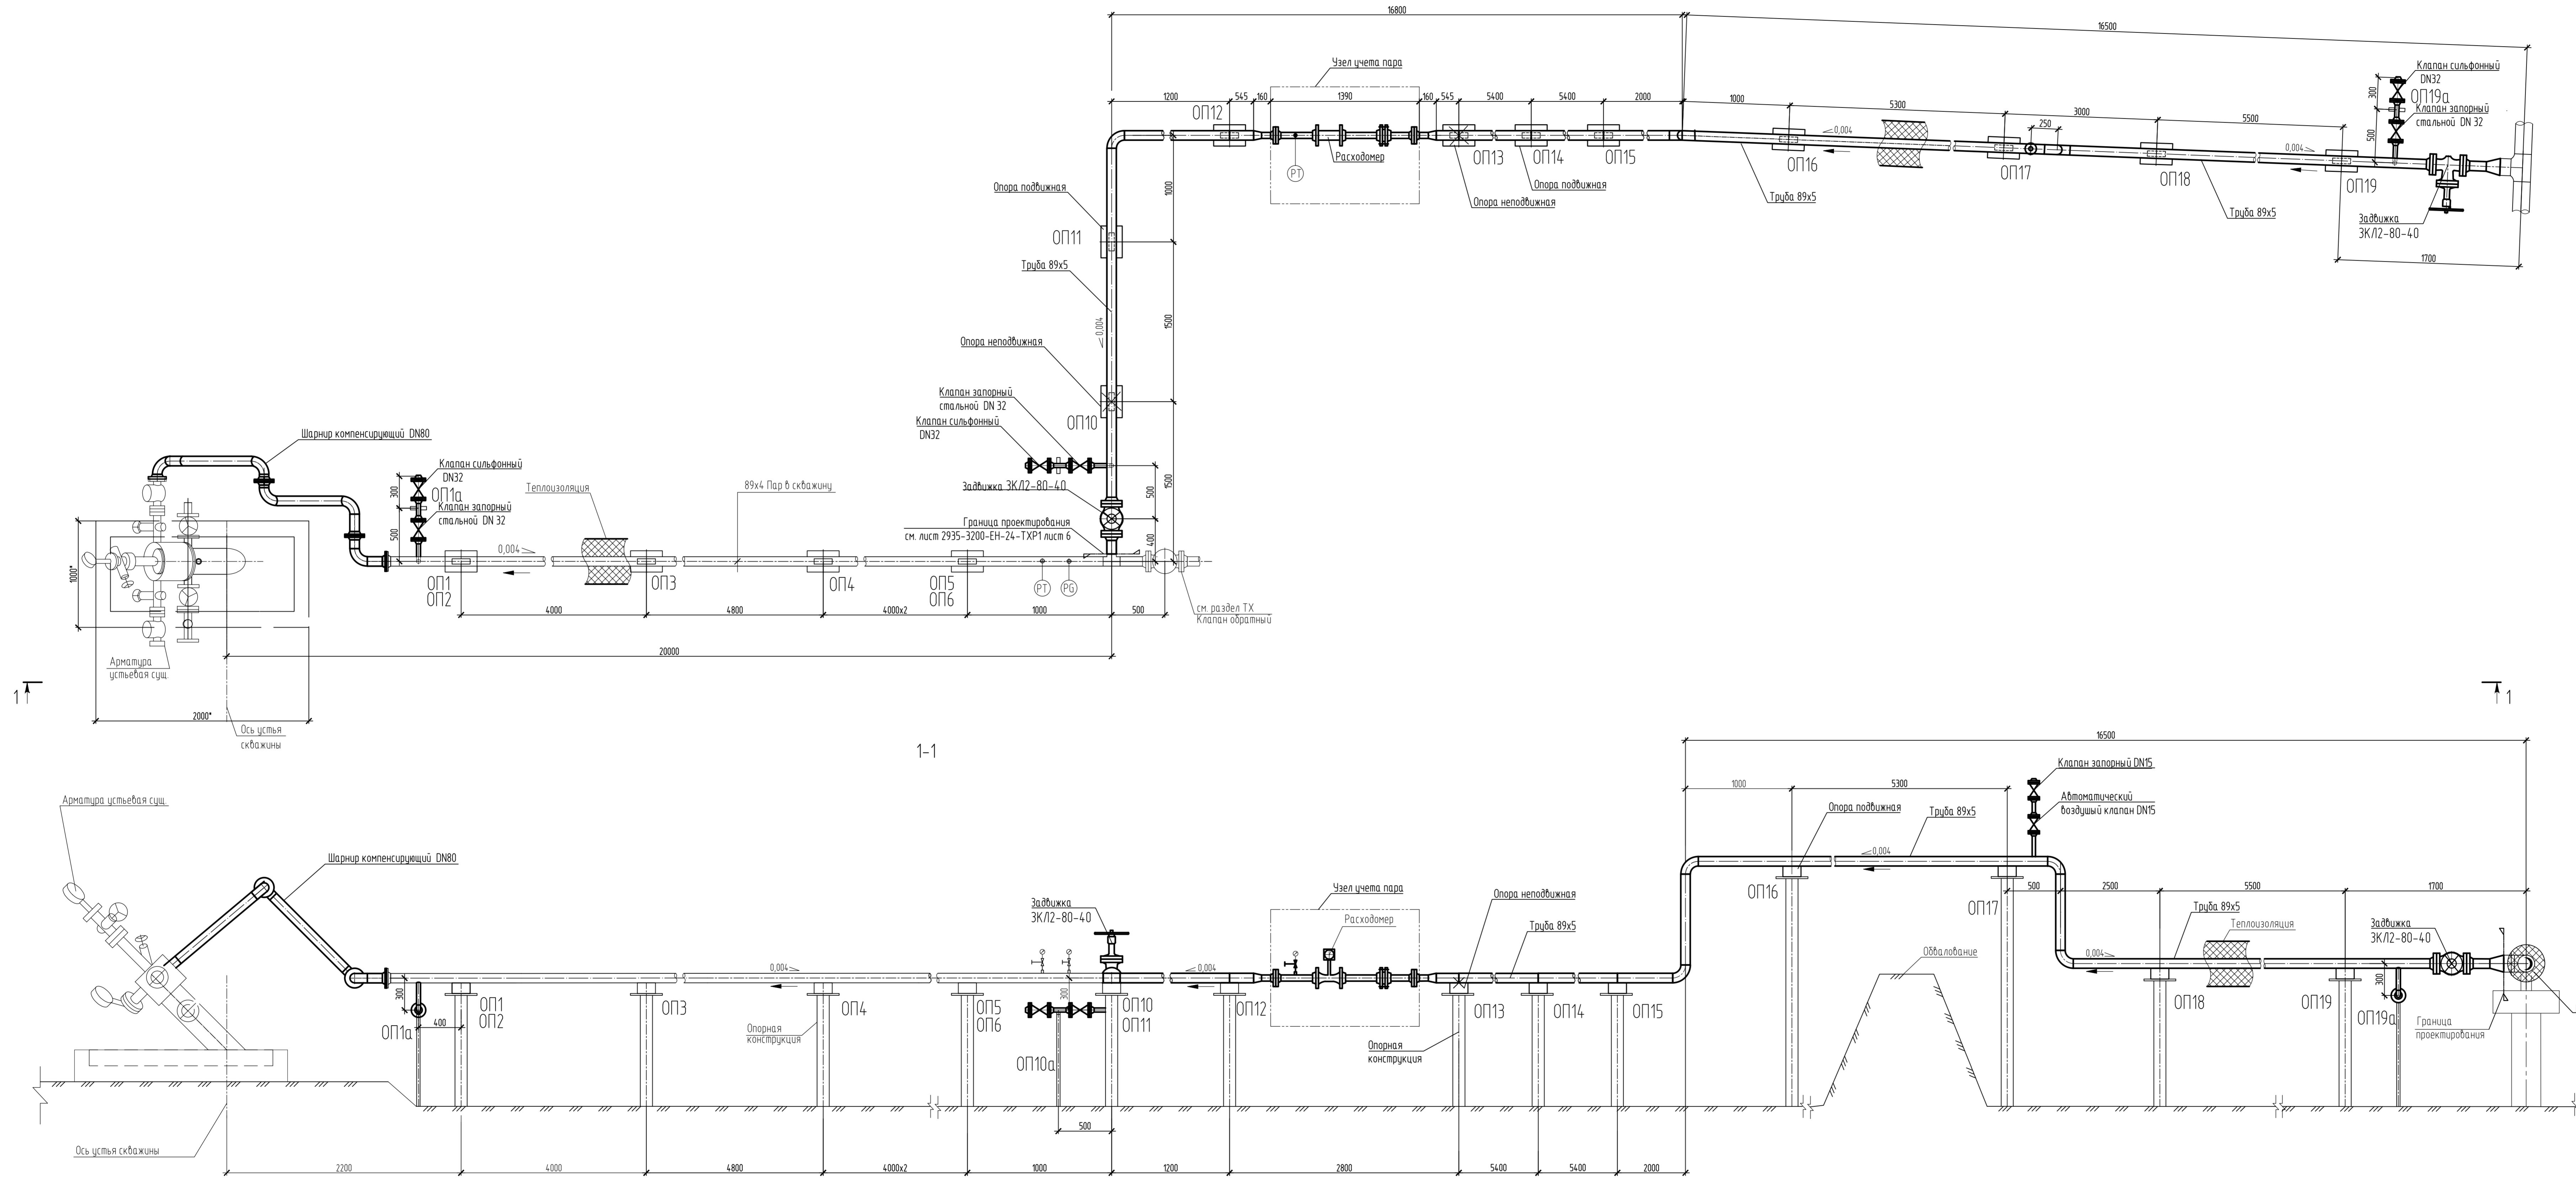 16800
16500
Узел учета пара
1200
545
160
1390
160
545
5400
5400
2000
1000
5300
3000
5500
250
ОП12
PT
Расходомер
ОП13
ОП14
ОП15
Опора подвижная
Опора неподвижная
0,004
ОП16
Труба 89х5
ОП17
ОП18
0,004
Труба 89х5
ОП19
300
500
Клапан сильфонный
DN32
ОП19а
Клапан запорный
стальной DN 32
Задвижка
ЗКЛ2-80-40
1700
Опора подвижная
ОП11
1000
Труба 89х5
0,004
1500
Опора неподвижная
ОП10
Клапан запорный
стальной DN 32
Клапан сильфонный
DN32
Задвижка ЗКЛ2-80-40
500
1500
400
Граница проектирования
см. лист 2935-3200-ЕН-24-ТХР1 лист 6
Шарнир компенсирующий DN80
Клапан сильфонный
DN32
ОП1а
Клапан запорный
стальной DN 32
300
500
Теплоизоляция
89х4 Пар в скважину
0,004
1000*
ОП1
ОП2
ОП3
ОП4
ОП5
ОП6
PT
PG
4000
4800
4000х2
1000
500
см. раздел ТХ
Клапан обратный
20000
Арматура
устьевая сущ.
2000*
Ось устья
скважины
1
1
1-1
16500
Клапан запорный DN15
Автоматический
воздушый клапан DN15
1000
5300
Опора подвижная
Труба 89х5
0,004
ОП16
ОП17
500
2500
5500
1700
Труба 89х5
Теплоизоляция
Задвижка
ЗКЛ2-80-40
0,004
ОП18
ОП19
300
ОП19а
Граница
проектирования
Обвалование
Арматура устьевая сущ.
Шарнир компенсирующий DN80
Задвижка
ЗКЛ2-80-40
Узел учета пара
Расходомер
Опора неподвижная
Труба 89х5
0,004
0,004
300
400
300
ОП1а
ОП1
ОП2
ОП3
ОП4
ОП5
ОП6
ОП10
ОП11
ОП12
ОП13
ОП14
ОП15
Опорная
конструкция
ОП10а
Опорная
конструкция
500
Ось устья скважины
2200
4000
4800
4000х2
1000
1200
2800
5400
5400
2000